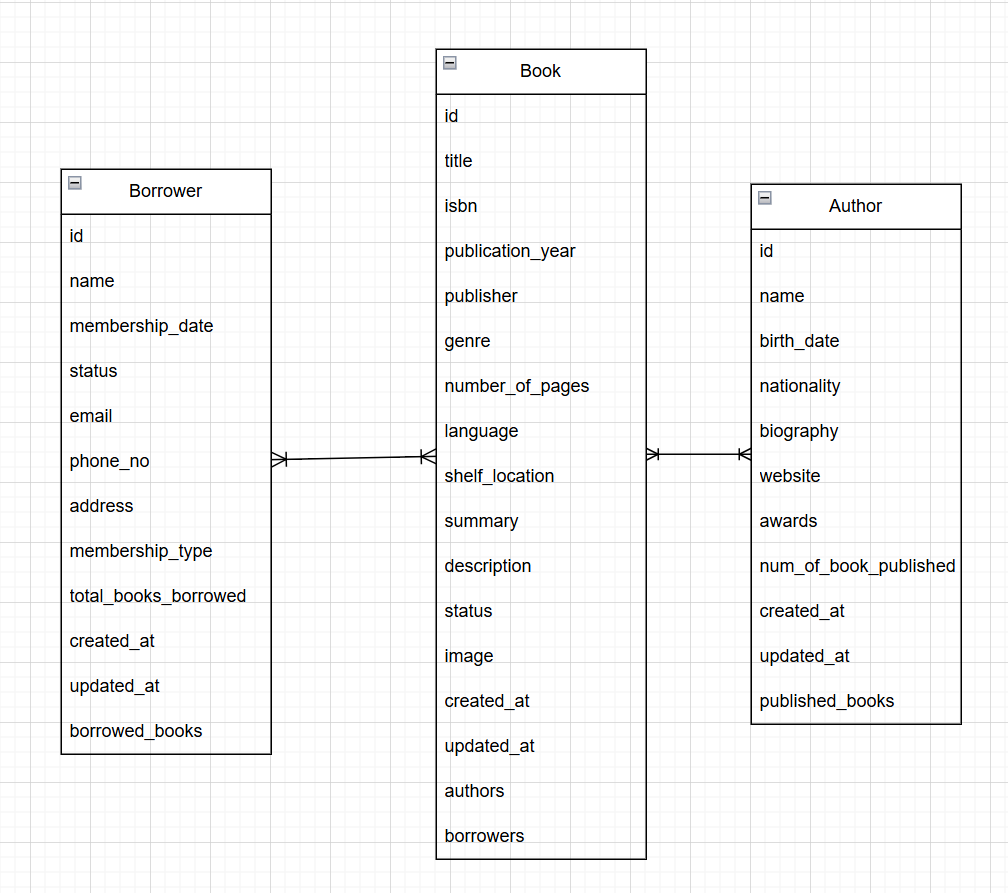 Borrower
id
name
membership_date
status
email
phone_no
address
membership_type
total_books_borrowed
created_at
updated_at
borrowed_books
Book
id
title
isbn
publication_year
publisher
genre
number_of_pages
language
shelf_location
summary
description
status
image
created_at
updated_at
authors
borrowers
Author
id
name
birth_date
nationality
biography
website
awards
num_of_book_published
created_at
updated_at
published_books